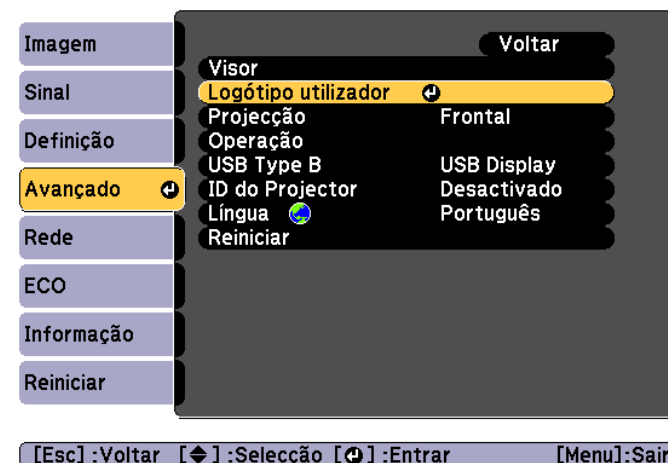 Imagem
Sinal
Definição
Avançado
Rede
ECO
Informação
Reiniciar
Voltar
Visor
Logótipo utilizador
Projecção Frontal
Operação
USB Type B USB Display
ID do Projector Desactivado
Língua Português
Reiniciar
[Esc] :Voltar [◆] :Selecção [⏎] :Entrar [Menu]:Sair